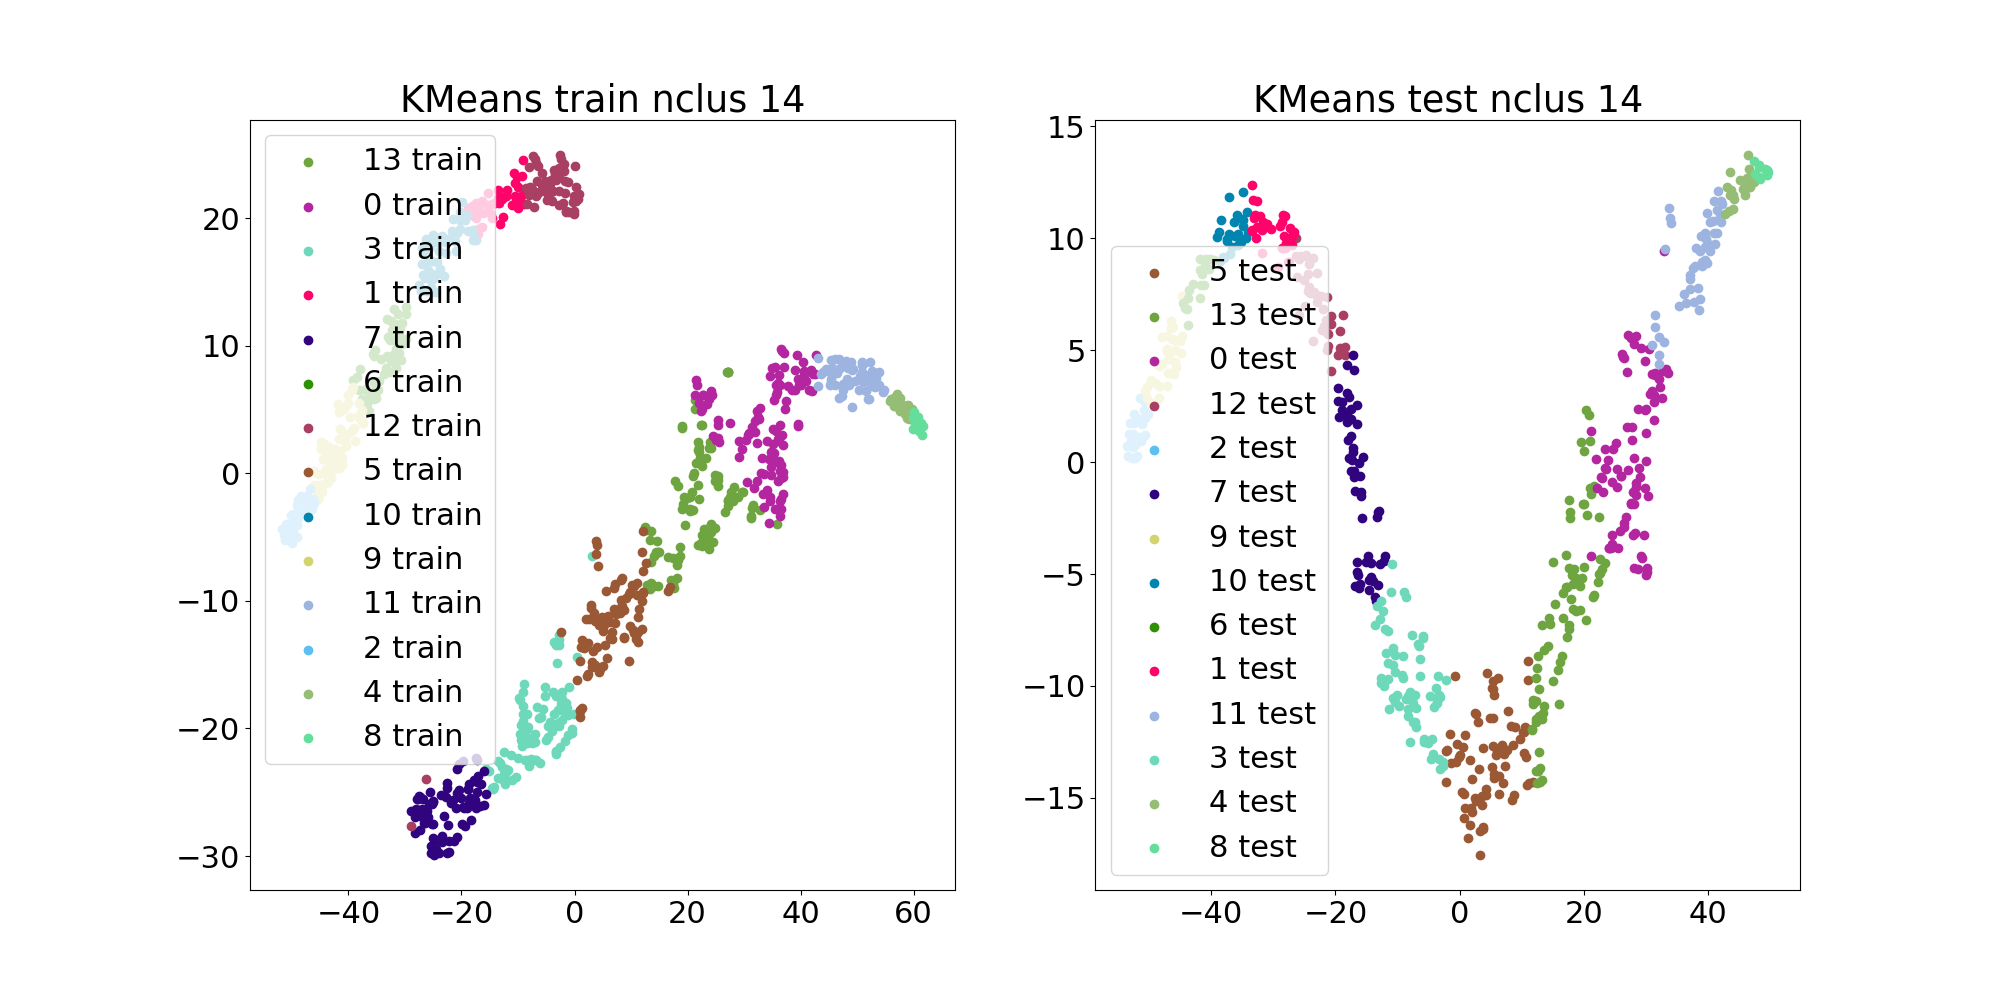 KMeans train nclus 14
20
10
0
−10
−20
−30
−40
−20
0
20
40
60
13 train
0 train
3 train
1 train
7 train
6 train
12 train
5 train
10 train
9 train
11 train
2 train
4 train
8 train
KMeans test nclus 14
15
10
5
0
−5
−10
−15
−40
−20
0
20
40
5 test
13 test
0 test
12 test
2 test
7 test
9 test
10 test
6 test
1 test
11 test
3 test
4 test
8 test